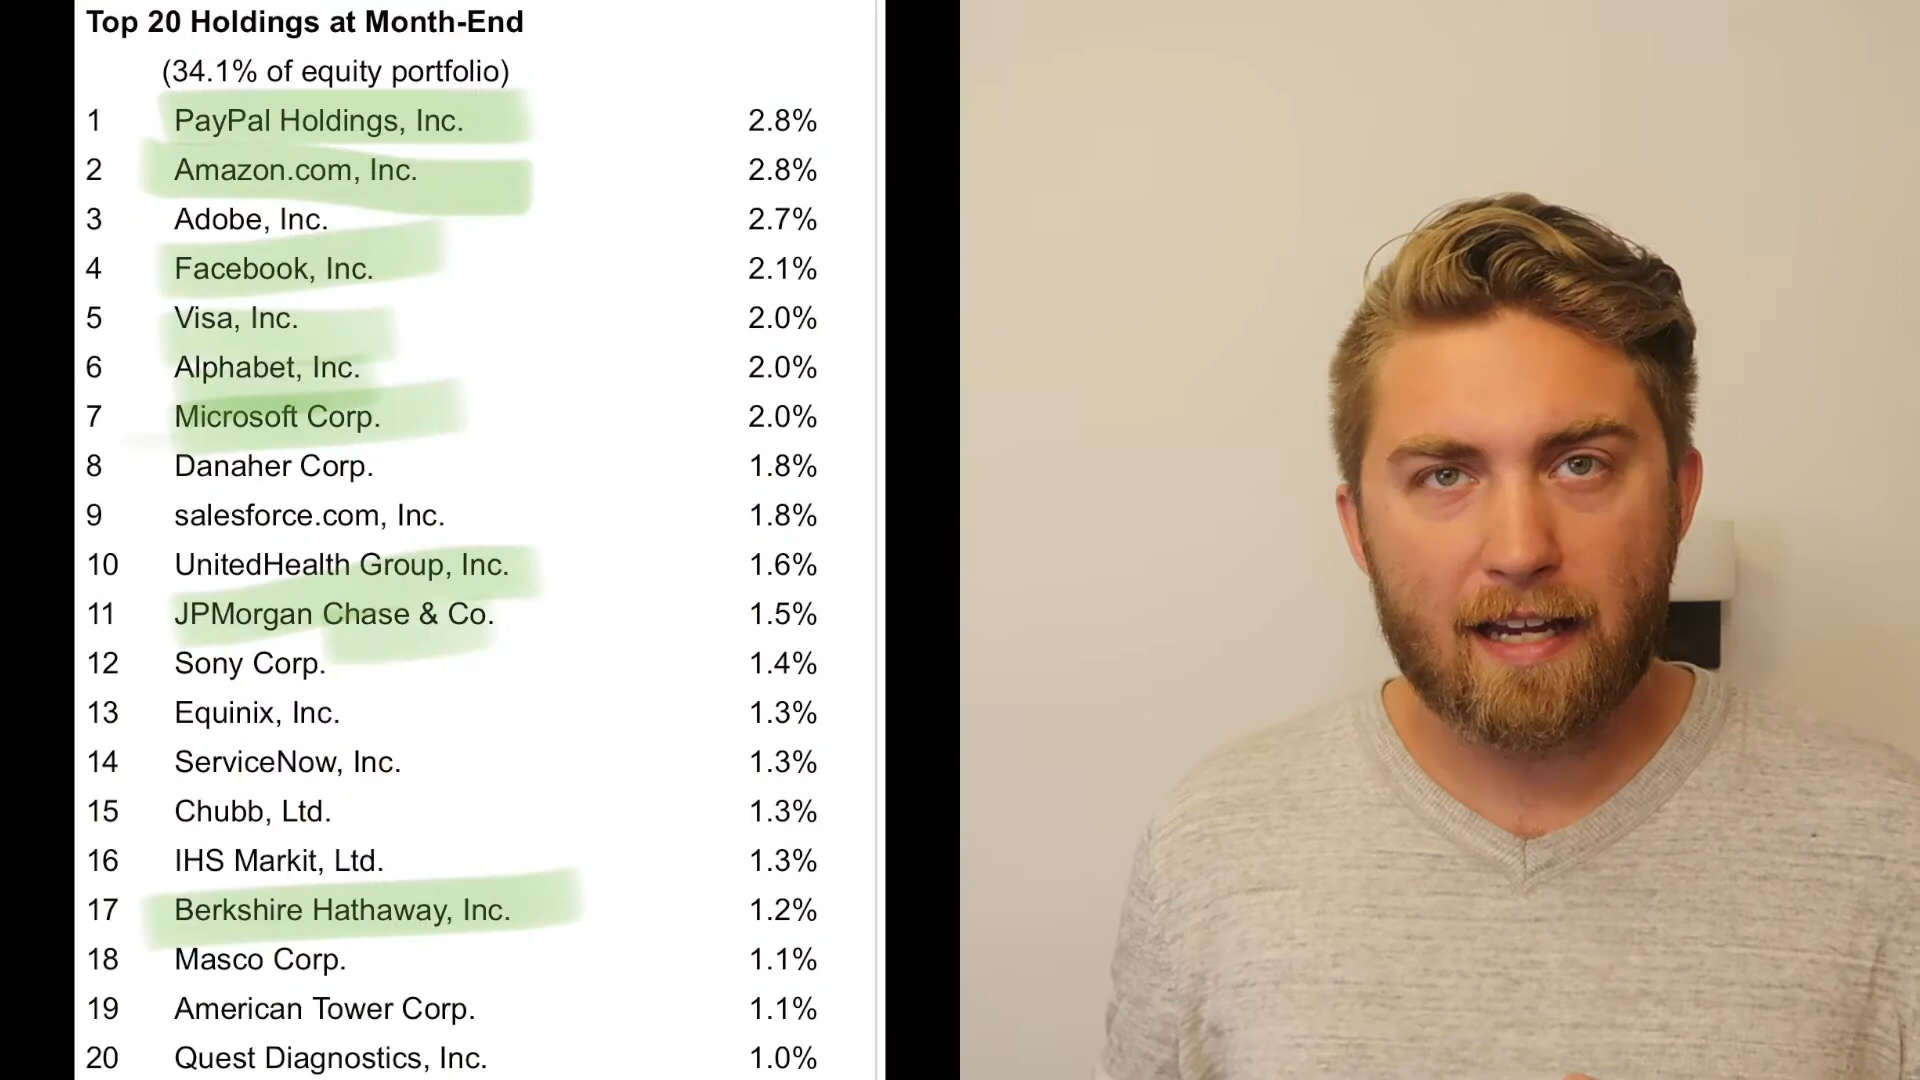 Top 20 Holdings at Month-End
(34.1% of equity portfolio)
1 PayPal Holdings, Inc. 2.8%
2 Amazon.com, Inc. 2.8%
3 Adobe, Inc. 2.7%
4 Facebook, Inc. 2.1%
5 Visa, Inc. 2.0%
6 Alphabet, Inc. 2.0%
7 Microsoft Corp. 2.0%
8 Danaher Corp. 1.8%
9 salesforce.com, Inc. 1.8%
10 UnitedHealth Group, Inc. 1.6%
11 JPMorgan Chase & Co. 1.5%
12 Sony Corp. 1.4%
13 Equinix, Inc. 1.3%
14 ServiceNow, Inc. 1.3%
15 Chubb, Ltd. 1.3%
16 IHS Markit, Ltd. 1.3%
17 Berkshire Hathaway, Inc. 1.2%
18 Masco Corp. 1.1%
19 American Tower Corp. 1.1%
20 Quest Diagnostics, Inc. 1.0%